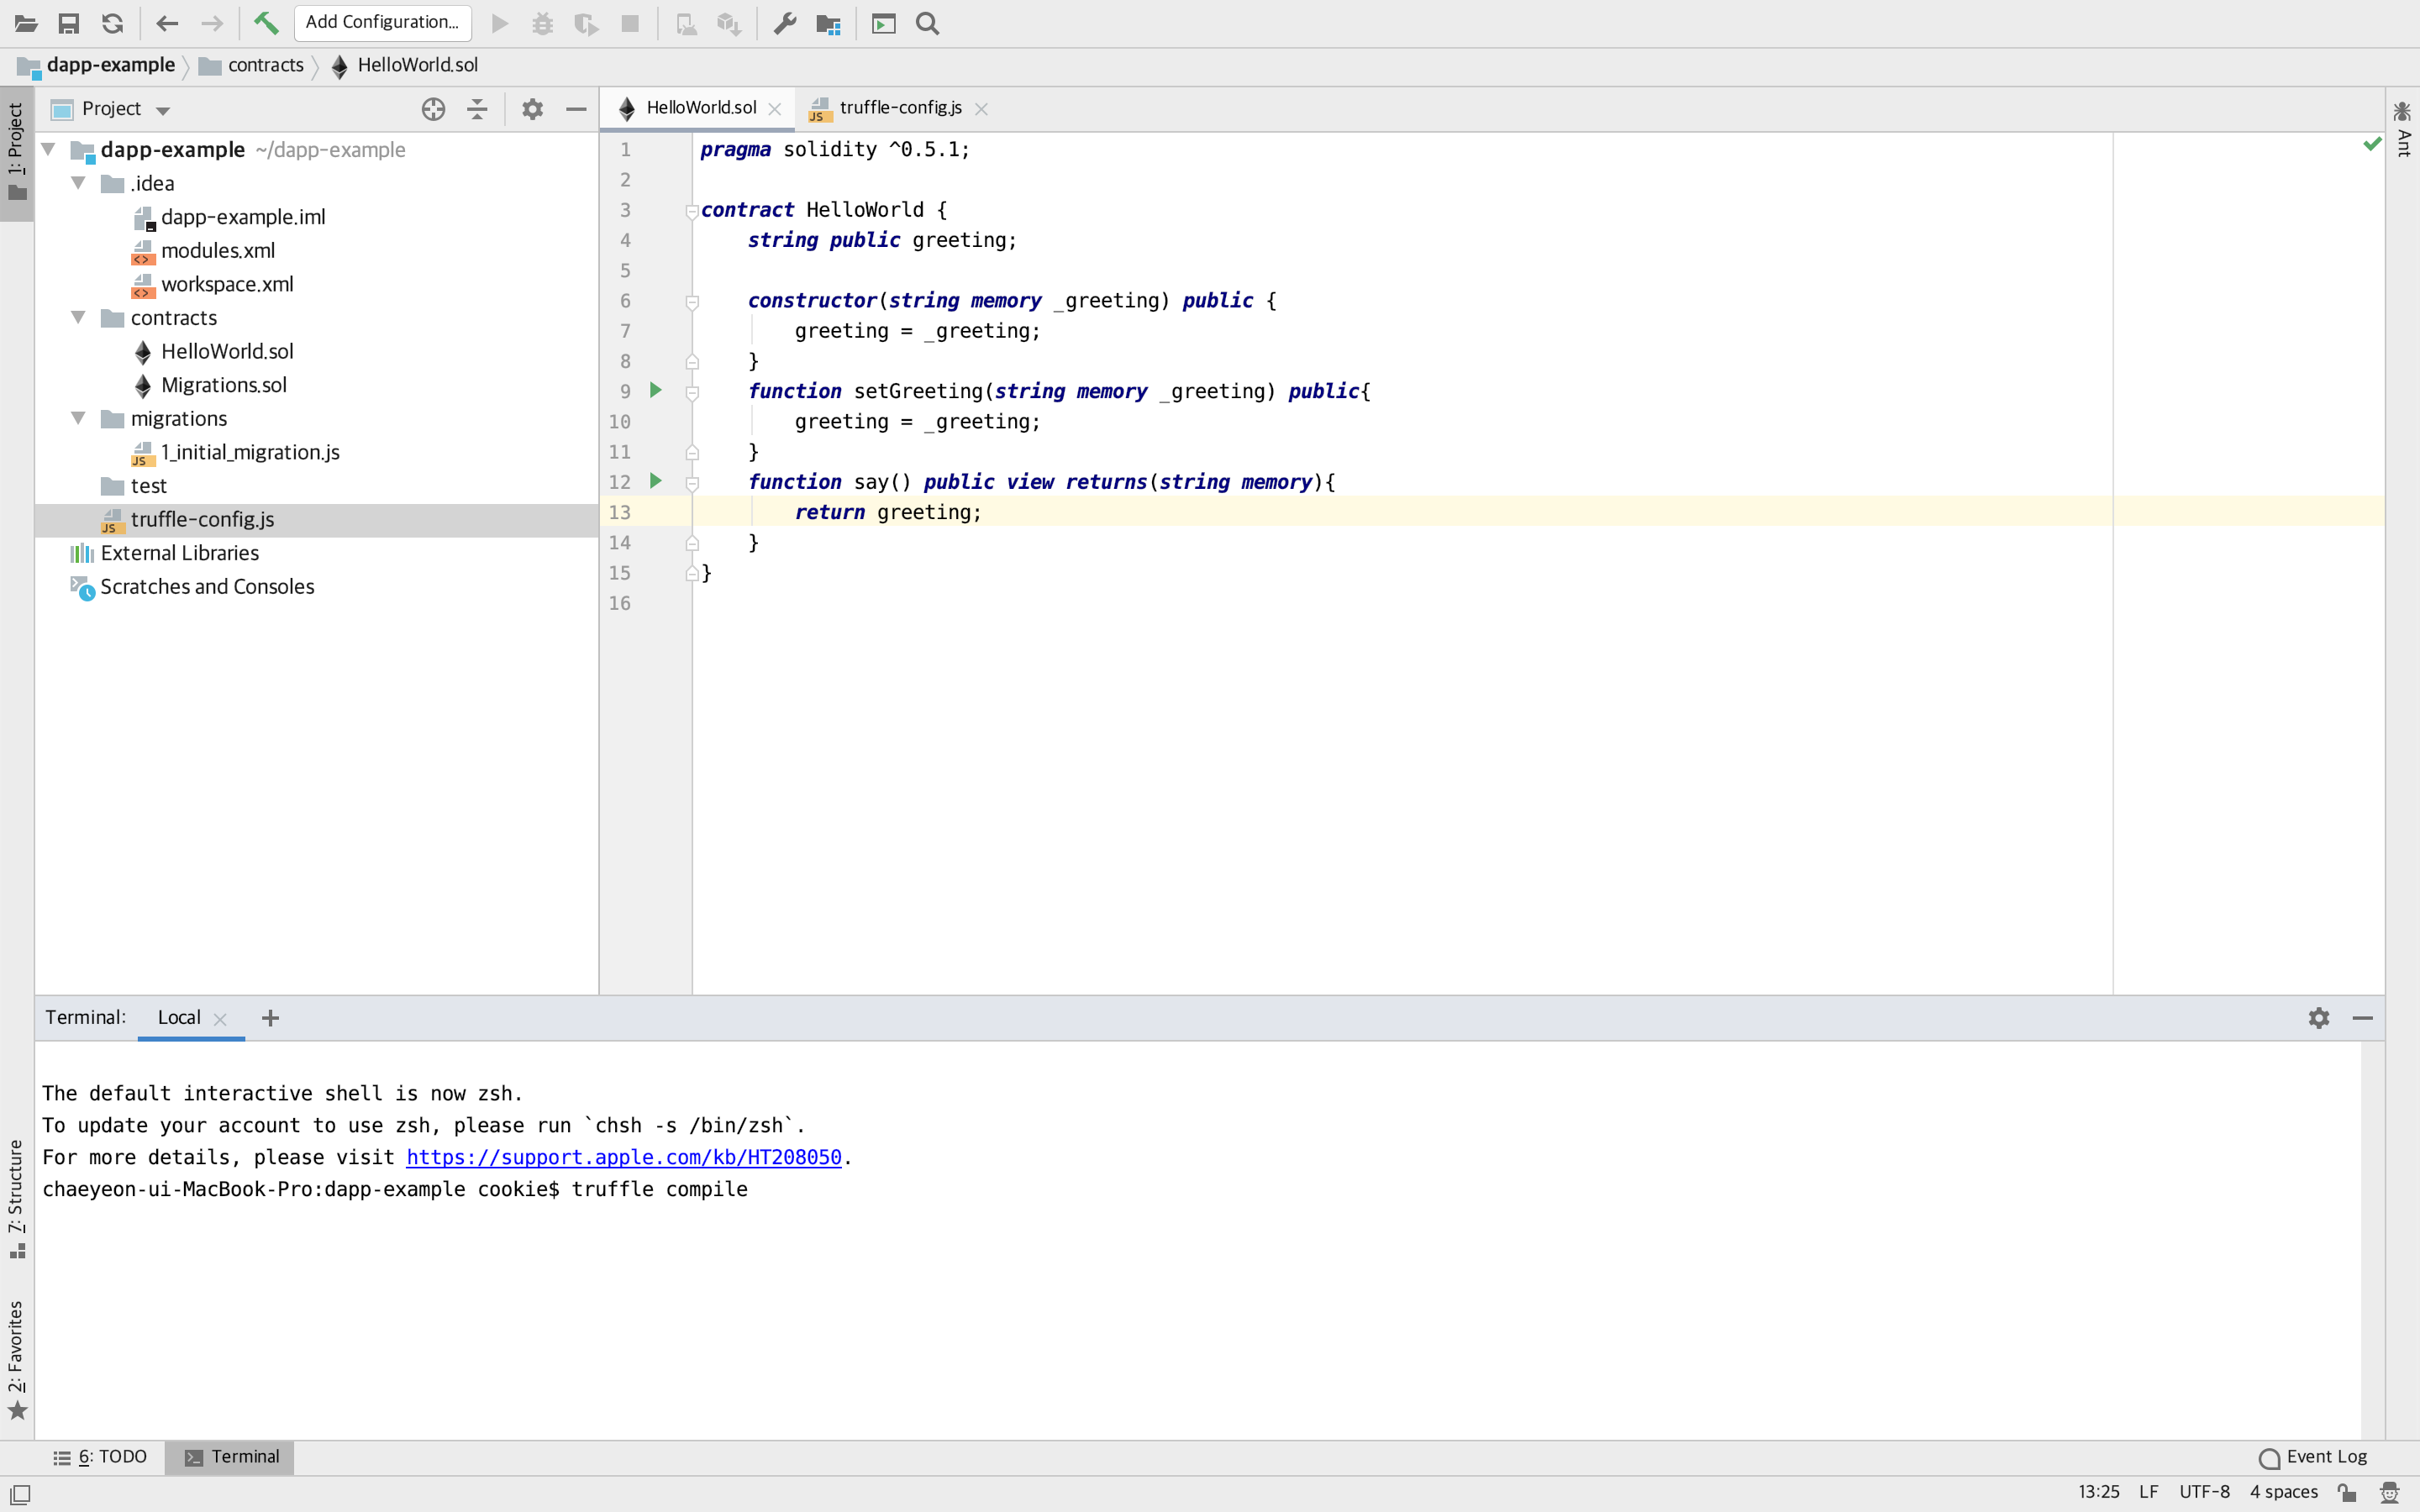 Add Configuration...
dapp-example contracts HelloWorld.sol
1: Project
Project
HelloWorld.sol
truffle-config.js
Ant
dapp-example ~/dapp-example
.idea
dapp-example.iml
modules.xml
workspace.xml
contracts
HelloWorld.sol
Migrations.sol
migrations
1_initial_migration.js
test
truffle-config.js
External Libraries
Scratches and Consoles
1 pragma solidity ^0.5.1;
2
3 contract HelloWorld {
4 string public greeting;
5
6 constructor(string memory _greeting) public {
7 greeting = _greeting;
8 }
9 function setGreeting(string memory _greeting) public{
10 greeting = _greeting;
11 }
12 function say() public view returns(string memory){
13 return greeting;
14 }
15 }
16
Terminal: Local
The default interactive shell is now zsh.
To update your account to use zsh, please run `chsh -s /bin/zsh`.
For more details, please visit https://support.apple.com/kb/HT208050.
chaeyeon-ui-MacBook-Pro:dapp-example cookie$ truffle compile
7: Structure
2: Favorites
6: TODO Terminal Event Log
13:25 LF UTF-8 4 spaces